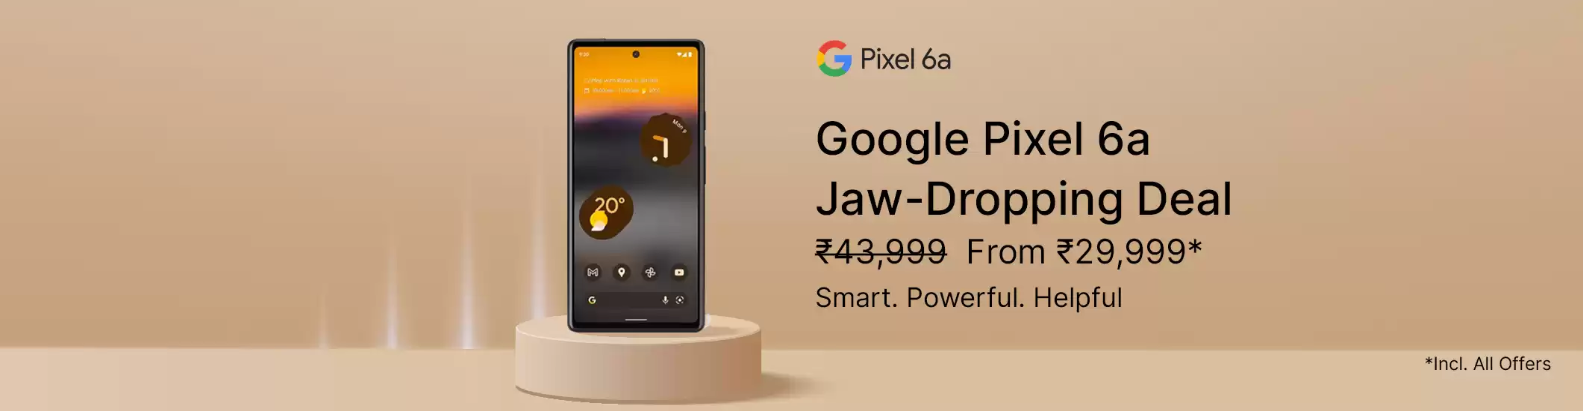 Pixel 6a
Google Pixel 6a
Jaw-Dropping Deal
₹43,999 From ₹29,999*
Smart. Powerful. Helpful
*Incl. All Offers
20°